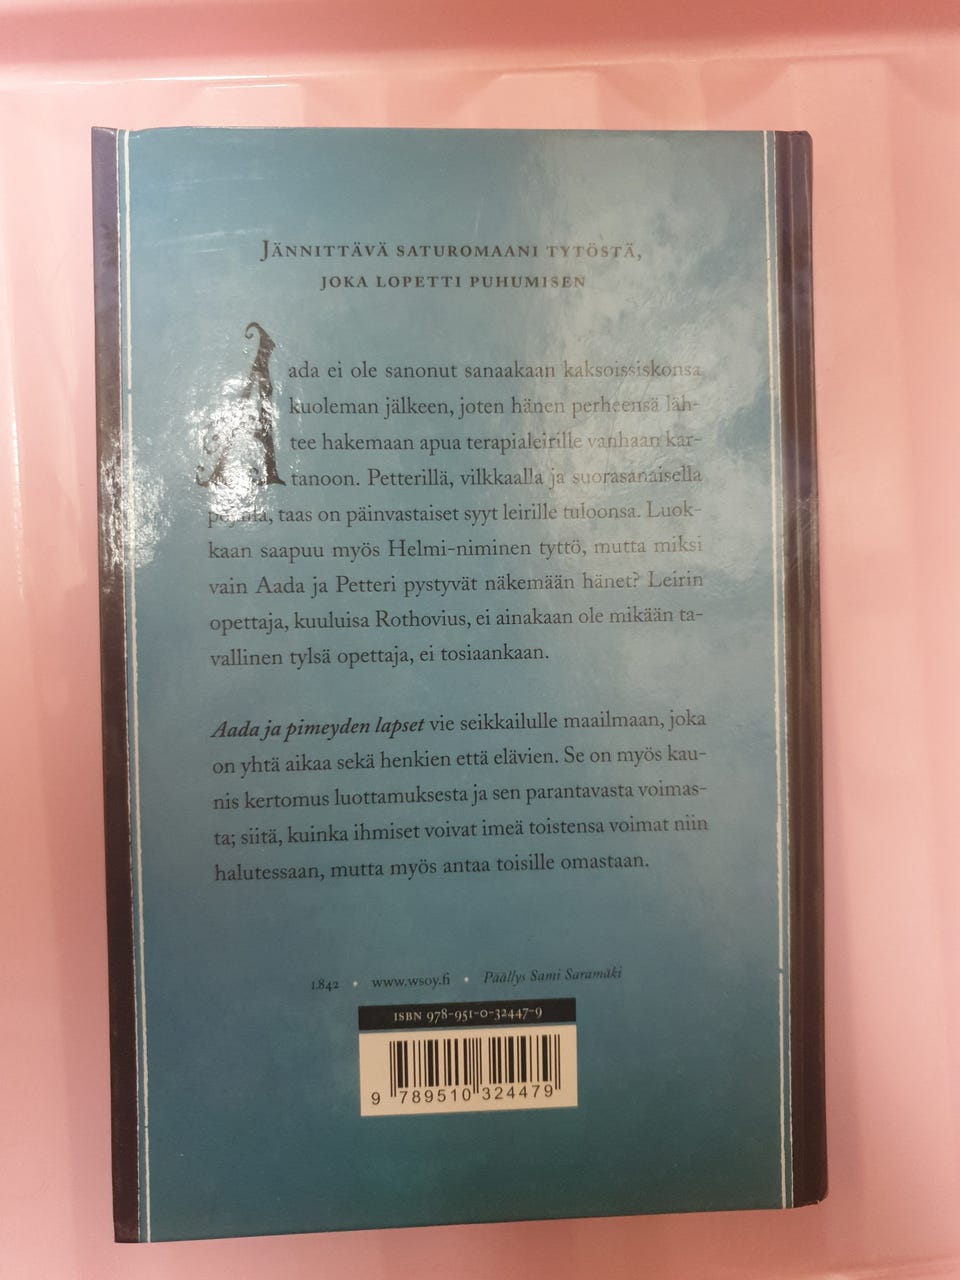 Jännittävä saturomaani tytöstä,
joka lopetti puhumisen
Aada ei ole sanonut sanaakaan kaksoissiskonsa
kuoleman jälkeen, joten hänen perheensä läh-
tee hakemaan apua terapialeirille vanhaan kar-
tanoon. Petterillä, vilkkaalla ja suorasanaisella
pojalla, taas on päinvastaiset syyt leirille tuloonsa. Luok-
kaan saapuu myös Helmi-niminen tyttö, mutta miksi
vain Aada ja Petteri pystyvät näkemään hänet? Leirin
opettaja, kuuluisa Rothovius, ei ainakaan ole mikään ta-
vallinen tylsä opettaja, ei tosiaankaan.
Aada ja pimeyden lapset vie seikkailulle maailmaan, joka
on yhtä aikaa sekä henkien että elävien. Se on myös kau-
nis kertomus luottamuksesta ja sen parantavasta voimas-
ta; siitä, kuinka ihmiset voivat imeä toistensa voimat niin
halutessaan, mutta myös antaa toisille omastaan.
1842 • www.wsoy.fi • Päällys Sami Saramäki
ISBN 978-951-0-32447-9
9 789510 324479